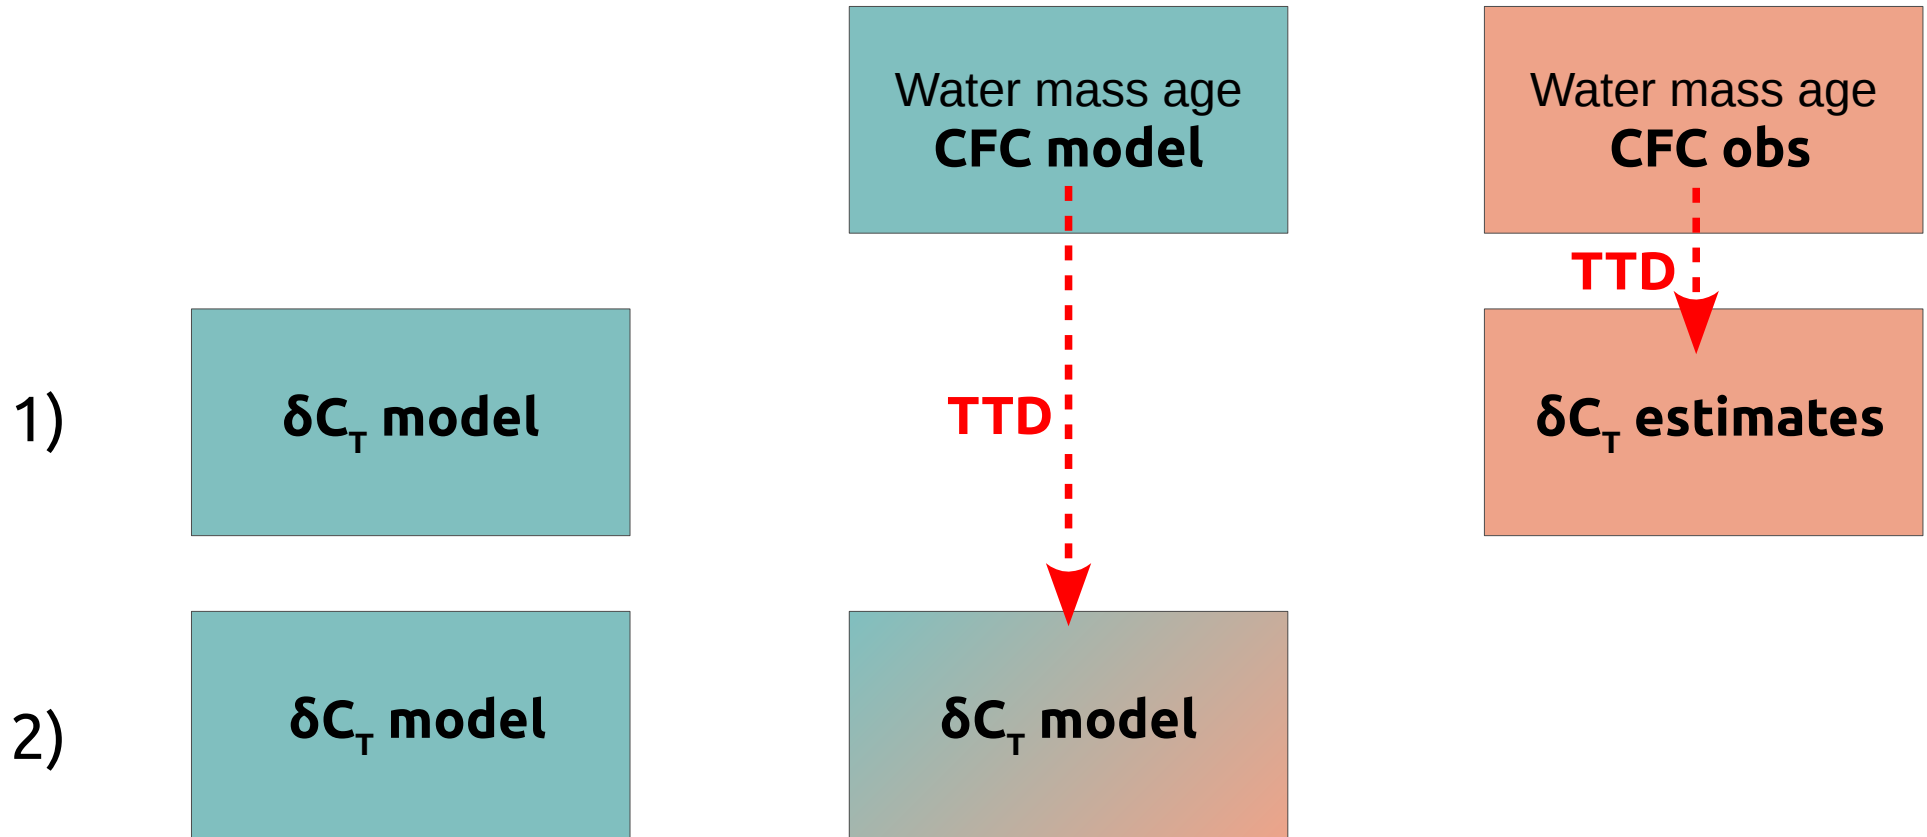 Water mass age
CFC model
Water mass age
CFC obs
TTD
1)
δCT model
TTD
δCT estimates
2)
δCT model
δCT model